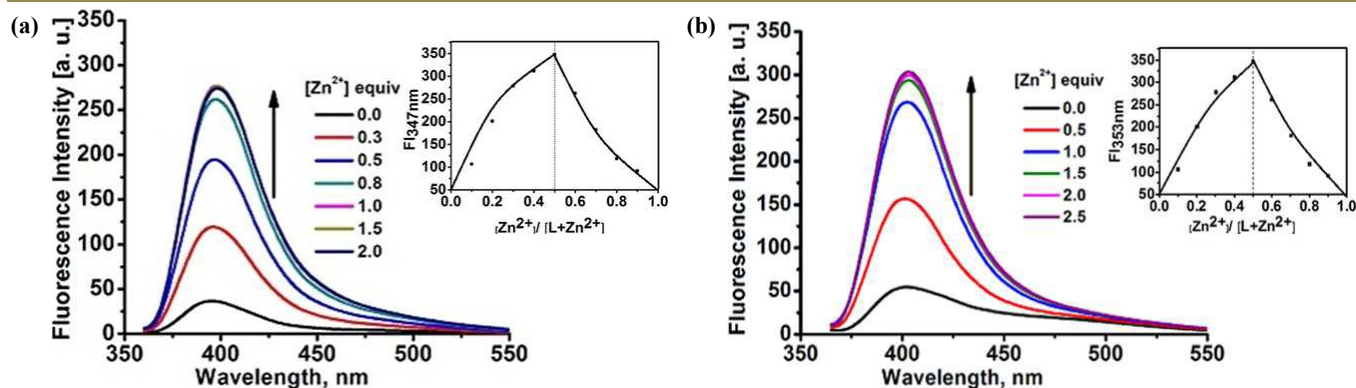 (a)
Fluorescence Intensity [a. u.]
350
300
250
200
150
100
50
0
350 400 450 500 550
Wavelength, nm
[Zn2+] equiv
0.0
0.3
0.5
0.8
1.0
1.5
2.0
FI347nm
350
300
250
200
150
100
50
0.0 0.2 0.4 0.6 0.8 1.0
[Zn2+]/ [L+Zn2+]
(b)
Fluorescence Intensity [a. u.]
350
300
250
200
150
100
50
0
350 400 450 500 550
Wavelength, nm
[Zn2+] equiv
0.0
0.5
1.0
1.5
2.0
2.5
FI353nm
350
300
250
200
150
100
50
0.0 0.2 0.4 0.6 0.8 1.0
[Zn2+]/ [L+Zn2+]